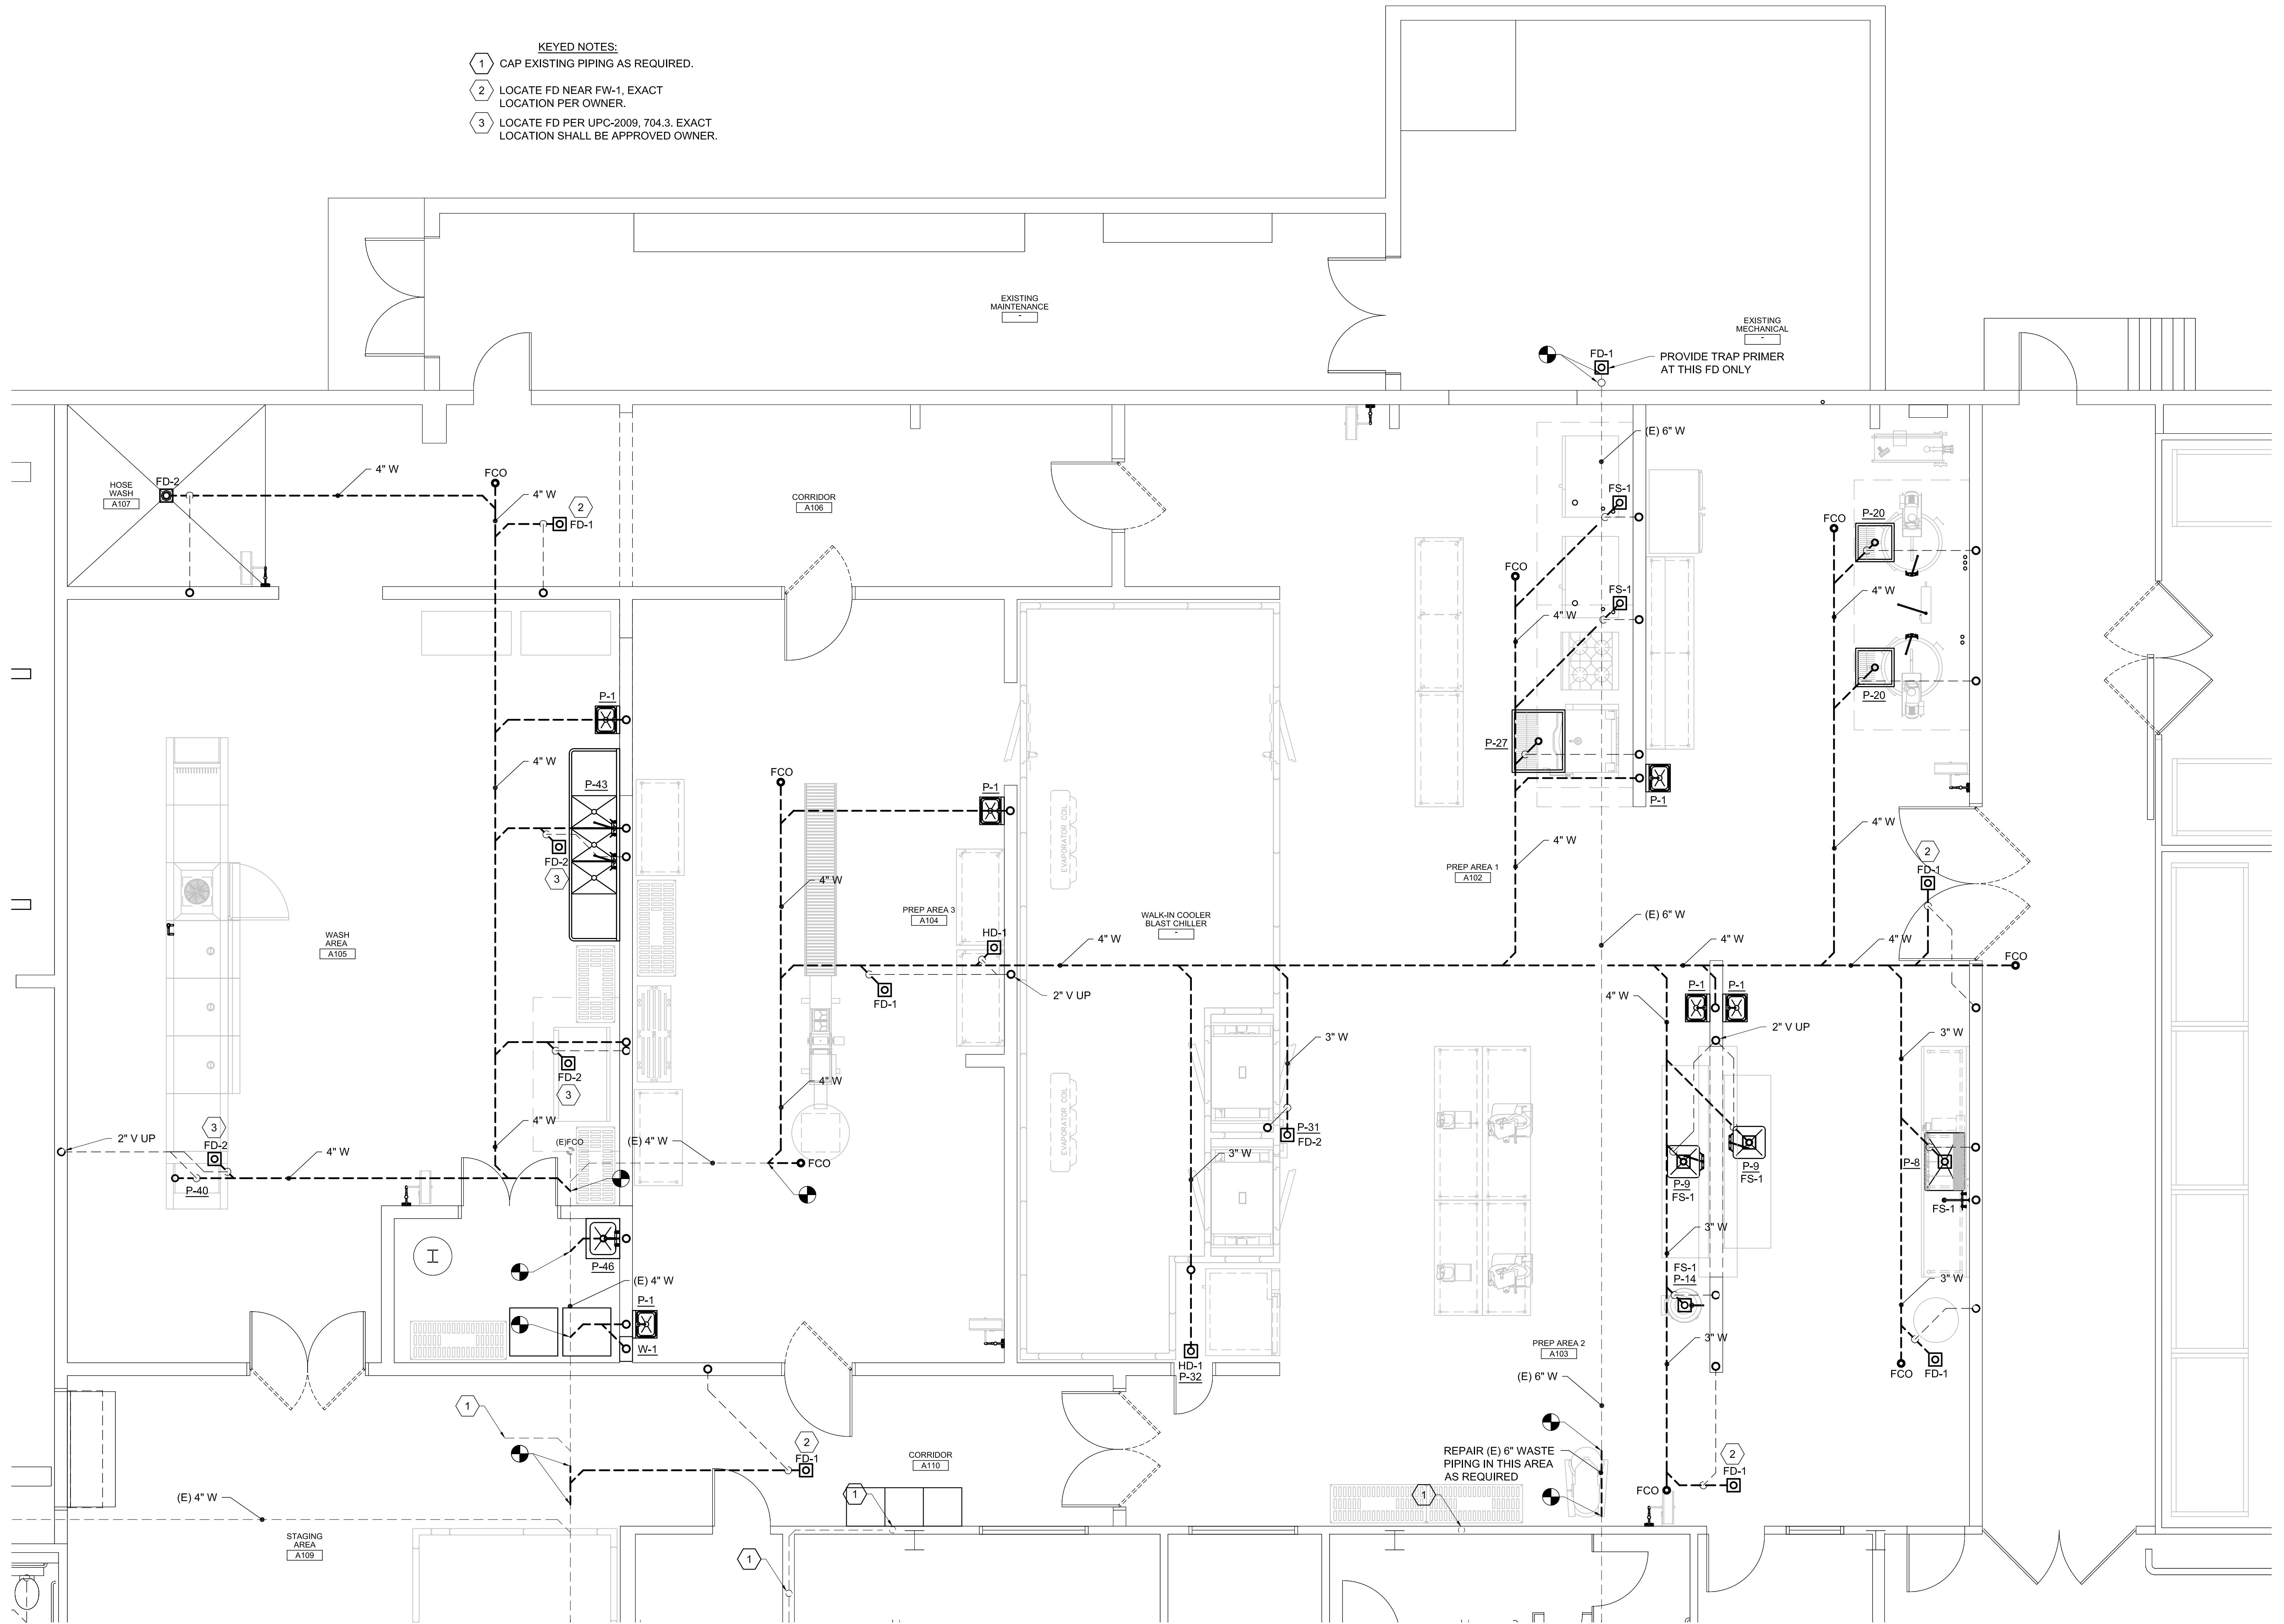 KEYED NOTES:
1 CAP EXISTING PIPING AS REQUIRED.
2 LOCATE FD NEAR FW-1, EXACT
LOCATION PER OWNER.
3 LOCATE FD PER UPC-2009, 704.3. EXACT
LOCATION SHALL BE APPROVED OWNER.
EXISTING
MAINTENANCE
-
EXISTING
MECHANICAL
-
FD-1
PROVIDE TRAP PRIMER
AT THIS FD ONLY
(E) 6" W
HOSE
WASH
A107
FD-2
4" W
FCO
4" W
2
FD-1
CORRIDOR
A106
FS-1
FCO
P-20
FCO
FS-1
4" W
4" W
P-20
P-1
4" W
P-43
FD-2
3
FCO
P-1
4" W
P-27
P-1
4" W
4" W
2
FD-1
PREP AREA 1
A102
PREP AREA 3
A104
WALK-IN COOLER
BLAST CHILLER
-
EVAPORATOR COIL
EVAPORATOR COIL
WASH
AREA
A105
HD-1
4" W
(E) 6" W
4" W
4" W
FCO
FD-1
2" V UP
4" W
P-1
P-1
2" V UP
3" W
3" W
FD-2
3
4" W
4" W
(E)FCO
(E) 4" W
FCO
2" V UP
3
FD-2
4" W
P-40
P-31
FD-2
3" W
P-9
FS-1
P-9
FS-1
P-8
FS-1
3" W
FS-1
P-14
3" W
3" W
P-46
(E) 4" W
P-1
W-1
HD-1
P-32
PREP AREA 2
A103
FCO
FD-1
(E) 6" W
1
2
FD-1
CORRIDOR
A110
REPAIR (E) 6" WASTE
PIPING IN THIS AREA
AS REQUIRED
2
FD-1
FCO
(E) 4" W
1
1
STAGING
AREA
A109
1